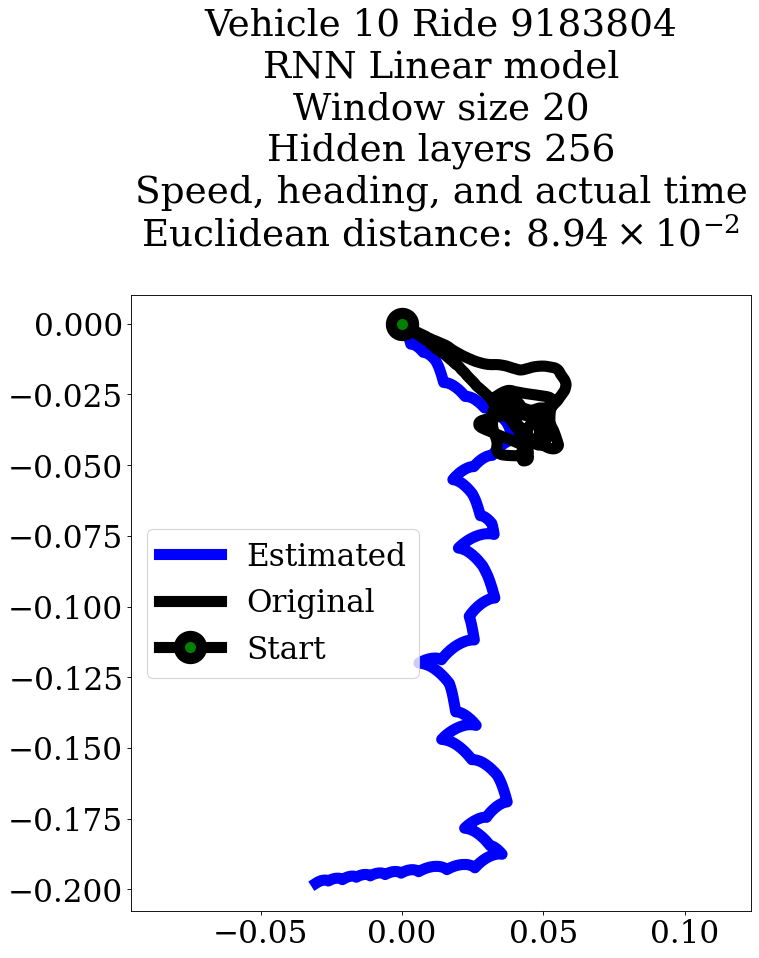 Vehicle 10 Ride 9183804
RNN Linear model
Window size 20
Hidden layers 256
Speed, heading, and actual time
Euclidean distance: 8.94 × 10⁻²
0.000
−0.025
−0.050
−0.075
−0.100
−0.125
−0.150
−0.175
−0.200
Estimated
Original
Start
−0.05 0.00 0.05 0.10